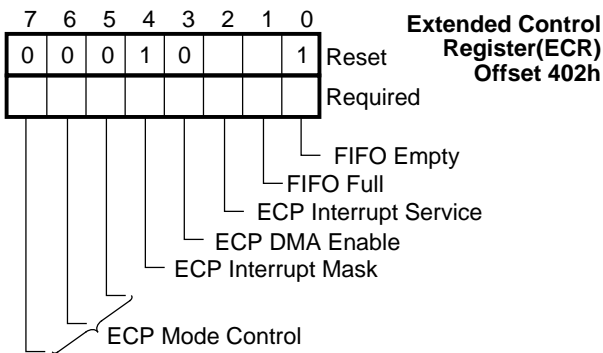 7 6 5 4 3 2 1 0
Extended Control
Register(ECR)
Offset 402h
0 0 0 1 0 1 Reset
Required
FIFO Empty
FIFO Full
ECP Interrupt Service
ECP DMA Enable
ECP Interrupt Mask
ECP Mode Control